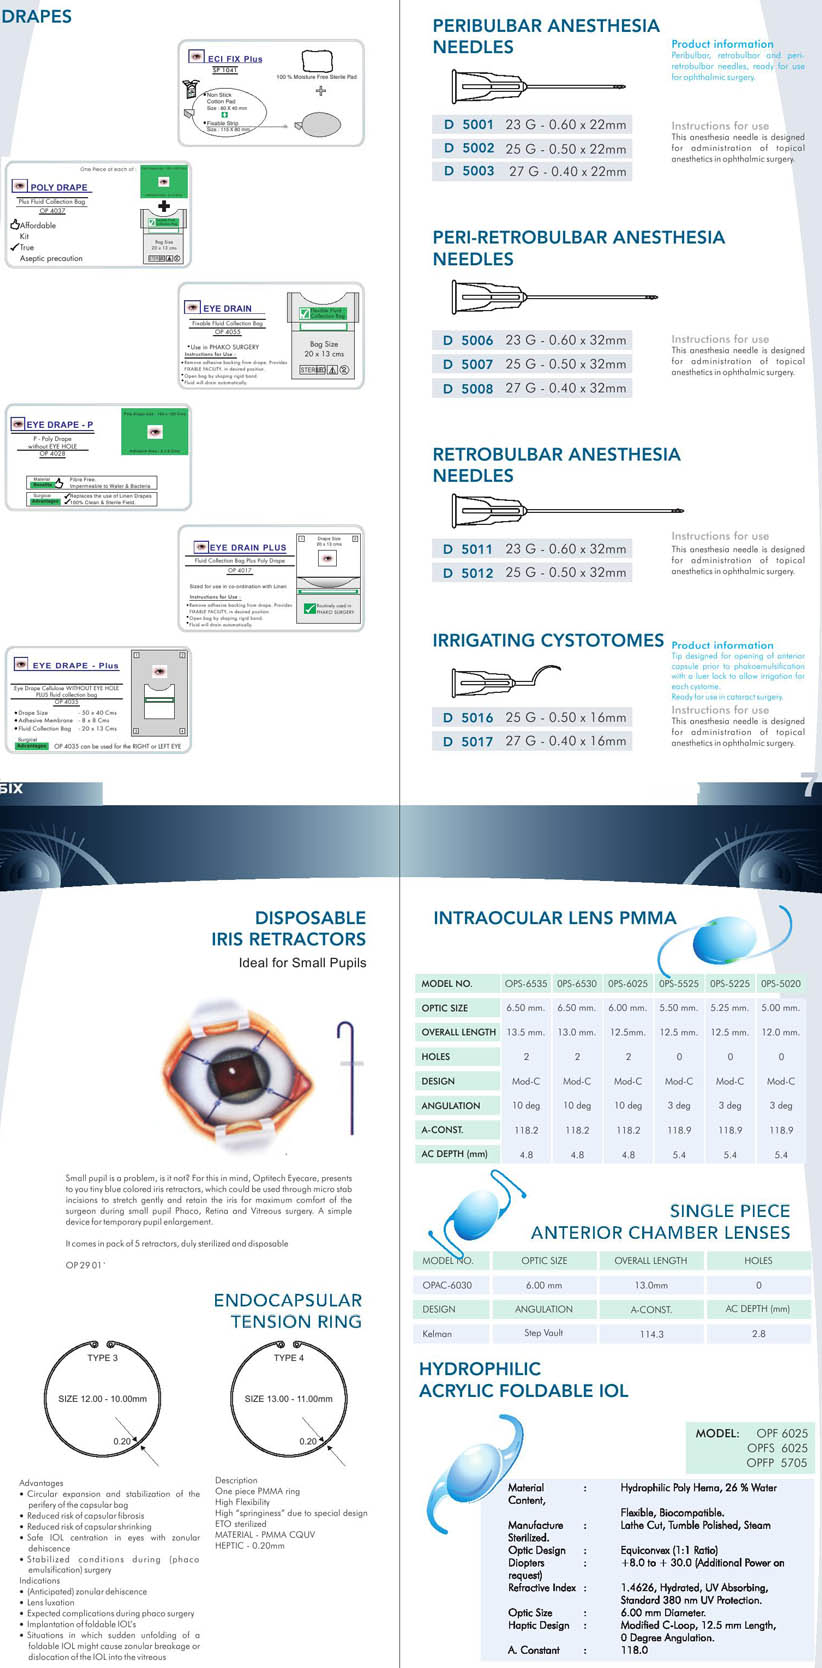 DRAPES
ECI FIX Plus
SP 1041
100 % Moisture Free Sterile Pad
Non Stick
Cotton Pad
Size : 60 X 40 mm
Fixable Strip
Size : 115 X 80 mm
One Piece at each of :
POLY DRAPE
Plus Fluid Collection Bag
OP 4037
Affordable
Kit
True
Aseptic precaution
Bag Size
20 x 13 cms
EYE DRAIN
Fixable Fluid Collection Bag
OP 4055
• Use in PHAKO SURGERY
Instructions for Use :
• Remove adhesive backing from drape. Provides
FIXABLE FACILITY, in desired position.
• Open bag by shaping rigid band.
• Fluid will drain automatically.
Flexible Fluid
Collection Bag
Bag Size
20 x 13 cms
STERILE
EYE DRAPE - P
P - Poly Drape
without EYE HOLE
OP 4028
Material
Benefits
Fibre Free.
Impermeable to Water & Bacteria
Surgical
Advantages
Replaces the use of Linen Drapes
100% Clean & Sterile Field.
EYE DRAIN PLUS
Fluid Collection Bag Plus Poly Drape
OP 4017
Sized for use in co-ordination with Linen
Instructions for Use :
• Remove adhesive backing from drape. Provides
FIXABLE FACILITY, in desired position
• Open bag by shaping rigid band.
• Fluid will drain automatically.
1 Drape Size 2
20 x 13 cms
Routinely used in
PHAKO SURGERY
EYE DRAPE - Plus
Eye Drape Cellulose WITHOUT EYE HOLE
PLUS fluid collection bag
OP 4035
• Drape Size - 50 x 40 Cms
• Adhesive Membrane - 8 x 8 Cms
• Fluid Collection Bag - 20 x 13 Cms
Surgical
Advantages OP 4035 can be used for the RIGHT or LEFT EYE
1 2
3 4
SIX
PERIBULBAR ANESTHESIA
NEEDLES
Product information
Peribulbar, retrobulbar and peri-
retrobulbar needles, ready for use
for ophthalmic surgery.
D 5001 23 G - 0.60 x 22mm
D 5002 25 G - 0.50 x 22mm
D 5003 27 G - 0.40 x 22mm
Instructions for use
This anesthesia needle is designed
for administration of topical
anesthetics in ophthalmic surgery.
PERI-RETROBULBAR ANESTHESIA
NEEDLES
D 5006 23 G - 0.60 x 32mm
D 5007 25 G - 0.50 x 32mm
D 5008 27 G - 0.40 x 32mm
Instructions for use
This anesthesia needle is designed
for administration of topical
anesthetics in ophthalmic surgery.
RETROBULBAR ANESTHESIA
NEEDLES
D 5011 23 G - 0.60 x 32mm
D 5012 25 G - 0.50 x 32mm
Instructions for use
This anesthesia needle is designed
for administration of topical
anesthetics in ophthalmic surgery.
IRRIGATING CYSTOTOMES
Product information
Tip designed for opening of anterior
capsule prior to phakoemulsification
with a luer lock to allow irrigation for
each cystome.
Ready for use in cataract surgery.
D 5016 25 G - 0.50 x 16mm
D 5017 27 G - 0.40 x 16mm
Instructions for use
This anesthesia needle is designed
for administration of topical
anesthetics in ophthalmic surgery.
7
DISPOSABLE
IRIS RETRACTORS
Ideal for Small Pupils
Small pupil is a problem, is it not? For this in mind, Optitech Eyecare, presents
to you tiny blue colored iris retractors, which could be used through micro stab
incisions to stretch gently and retain the iris for maximum comfort of the
surgeon during small pupil Phaco, Retina and Vitreous surgery. A simple
device for temporary pupil enlargement.
It comes in pack of 5 retractors, duly sterilized and disposable
OP 29 01
ENDOCAPSULAR
TENSION RING
TYPE 3
SIZE 12.00 - 10.00mm
0.20
TYPE 4
SIZE 13.00 - 11.00mm
0.20
Advantages
• Circular expansion and stabilization of the
perifery of the capsular bag
• Reduced risk of capsular fibrosis
• Reduced risk of capsular shrinking
• Safe IOL centration in eyes with zonular
dehiscence
• Stabilized conditions during (phaco
emulsification) surgery
Indications
• (Anticipated) zonular dehiscence
• Lens luxation
• Expected complications during phaco surgery
• Implantation of foldable IOL's
• Situations in which sudden unfolding of a
foldable IOL might cause zonular breakage or
dislocation of the IOL into the vitreous
Description
One piece PMMA ring
High Flexibility
High "springiness" due to special design
ETO sterilized
MATERIAL - PMMA CQUV
HEPTIC - 0.20mm
INTRAOCULAR LENS PMMA
MODEL NO. OPS-6535 0PS-6530 0PS-6025 0PS-5525 0PS-5225 0PS-5020
OPTIC SIZE 6.50 mm. 6.50 mm. 6.00 mm. 5.50 mm. 5.25 mm. 5.00 mm.
OVERALL LENGTH 13.5 mm. 13.0 mm. 12.5mm. 12.5 mm. 12.5 mm. 12.0 mm.
HOLES 2 2 2 0 0 0
DESIGN Mod-C Mod-C Mod-C Mod-C Mod-C Mod-C
ANGULATION 10 deg 10 deg 10 deg 3 deg 3 deg 3 deg
A-CONST. 118.2 118.2 118.2 118.9 118.9 118.9
AC DEPTH (mm) 4.8 4.8 4.8 5.4 5.4 5.4
SINGLE PIECE
ANTERIOR CHAMBER LENSES
MODEL NO. OPTIC SIZE OVERALL LENGTH HOLES
OPAC-6030 6.00 mm 13.0mm 0
DESIGN ANGULATION A-CONST. AC DEPTH (mm)
Kelman Step Vault 114.3 2.8
HYDROPHILIC
ACRYLIC FOLDABLE IOL
MODEL: OPF 6025
OPFS 6025
OPFP 5705
Material : Hydrophilic Poly Hema, 26 % Water
Content,
Flexible, Biocompatible.
Manufacture : Lathe Cut, Tumble Polished, Steam
Sterilized.
Optic Design : Equiconvex (1:1 Ratio)
Diopters : +8.0 to + 30.0 (Additional Power on
request)
Refractive Index : 1.4626, Hydrated, UV Absorbing,
Standard 380 nm UV Protection.
Optic Size : 6.00 mm Diameter.
Haptic Design : Modified C-Loop, 12.5 mm Length,
0 Degree Angulation.
A. Constant : 118.0